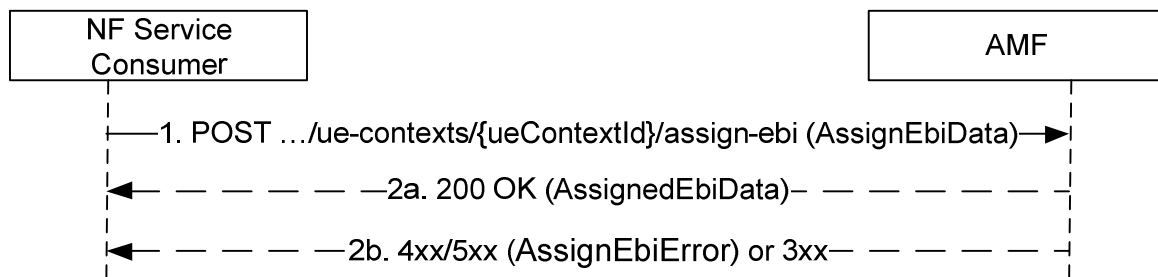 NF Service
Consumer
AMF
1. POST …/ue-contexts/{ueContextId}/assign-ebi (AssignEbiData)
2a. 200 OK (AssignedEbiData)
2b. 4xx/5xx (AssignEbiError) or 3xx